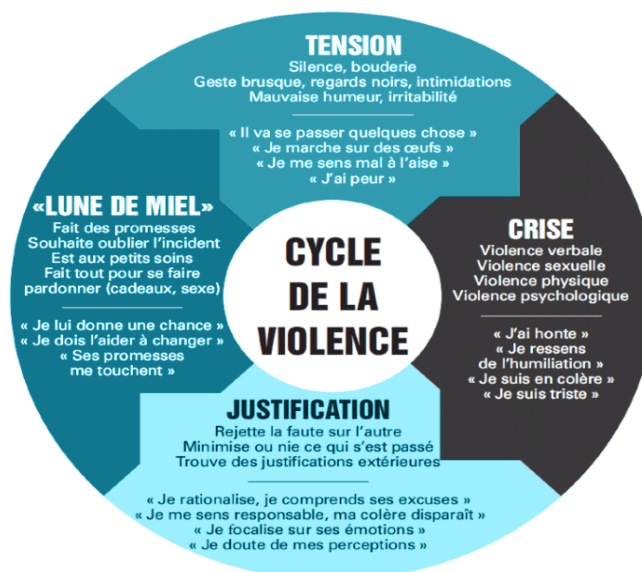 TENSION
Silence, bouderie
Geste brusque, regards noirs, intimidations
Mauvaise humeur, irritabilité
« Il va se passer quelques chose »
« Je marche sur des œufs »
« Je me sens mal à l'aise »
« J'ai peur »
CRISE
Violence verbale
Violence sexuelle
Violence physique
Violence psychologique
« J'ai honte »
« Je ressens
de l'humiliation »
« Je suis en colère »
« Je suis triste »
JUSTIFICATION
Rejette la faute sur l'autre
Minimise ou nie ce qui s'est passé
Trouve des justifications extérieures
« Je rationalise, je comprends ses excuses »
« Je me sens responsable, ma colère disparaît »
« Je focalise sur ses émotions »
« Je doute de mes perceptions »
«LUNE DE MIEL»
Fait des promesses
Souhaite oublier l'incident
Est aux petits soins
Fait tout pour se faire
pardonner (cadeaux, sexe)
« Je lui donne une chance »
« Je dois l'aider à changer »
« Ses promesses
me touchent »
CYCLE
DE LA
VIOLENCE